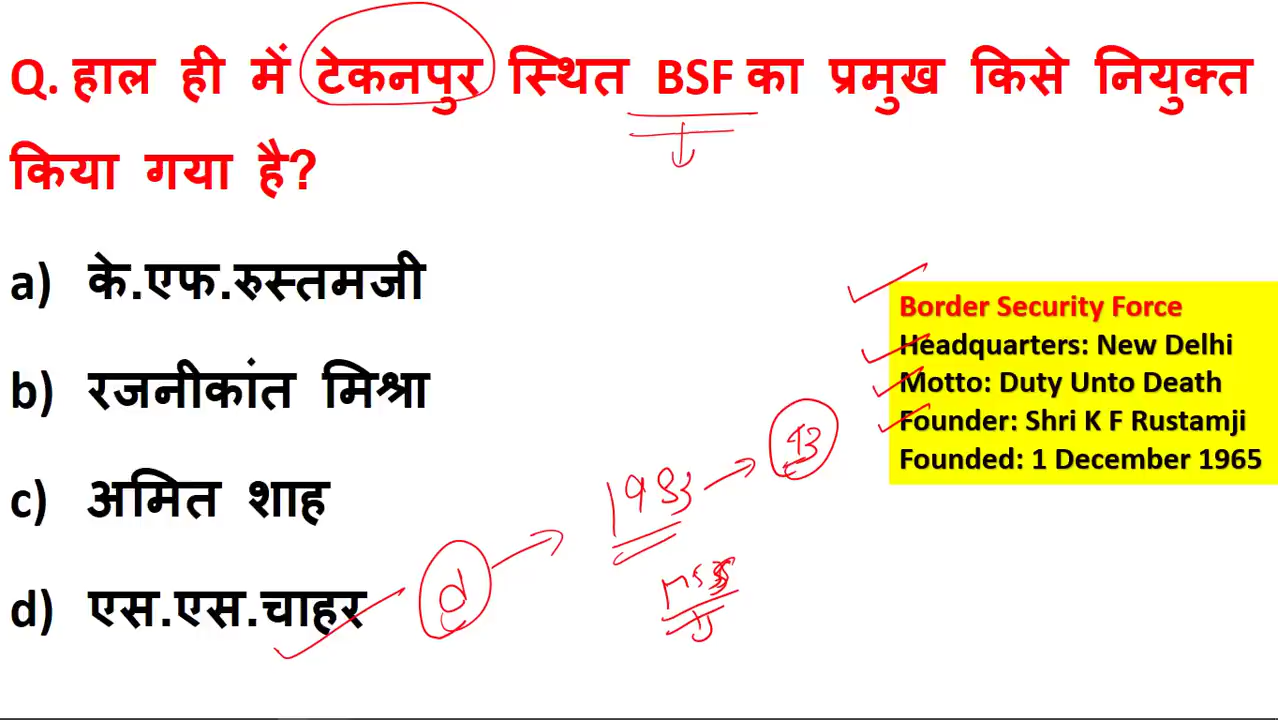 Q. हाल ही में टेकनपुर स्थित BSF का प्रमुख किसे नियुक्त
किया गया है?
a) के.एफ.रुस्तमजी
b) रजनीकांत मिश्रा
c) अमित शाह
d) एस.एस.चाहर
Border Security Force
Headquarters: New Delhi
Motto: Duty Unto Death
Founder: Shri K F Rustamji
Founded: 1 December 1965
d
1983